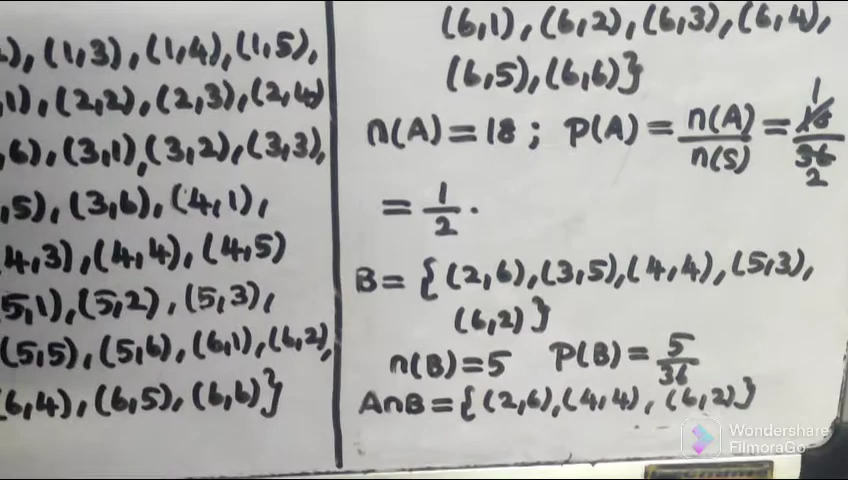 ), (1,3), (1,4), (1,5),
,1), (2,2), (2,3), (2,4)
,6), (3,1), (3,2), (3,3),
,5), (3,6), (4,1),
4,3), (4,4), (4,5)
5,1), (5,2), (5,3),
(5,5), (5,6), (6,1), (6,2),
6,4), (6,5), (6,6)}
(6,1), (6,2), (6,3), (6,4),
(6,5), (6,6)}
n(A) = 18 ; P(A) = n(A)/n(S) = 18/36 1 2
= 1/2 .
B = {(2,6), (3,5), (4,4), (5,3),
(6,2)}
n(B) = 5 P(B) = 5/36
A∩B = {(2,6), (4,4), (6,2)}
Wondershare
FilmoraGo